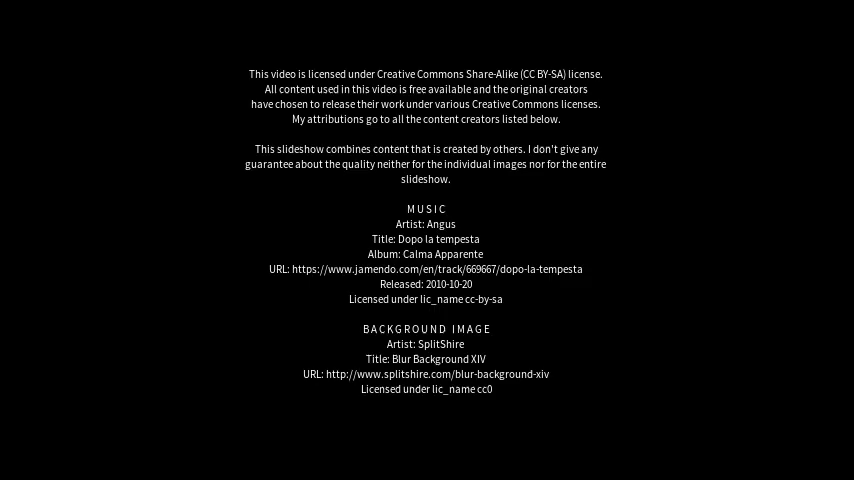 This video is licensed under Creative Commons Share-Alike (CC BY-SA) license.
All content used in this video is free available and the original creators
have chosen to release their work under various Creative Commons licenses.
My attributions go to all the content creators listed below.
This slideshow combines content that is created by others. I don't give any
guarantee about the quality neither for the individual images nor for the entire
slideshow.
MUSIC
Artist: Angus
Title: Dopo la tempesta
Album: Calma Apparente
URL: https://www.jamendo.com/en/track/669667/dopo-la-tempesta
Released: 2010-10-20
Licensed under lic_name cc-by-sa
BACKGROUND IMAGE
Artist: SplitShire
Title: Blur Background XIV
URL: http://www.splitshire.com/blur-background-xiv
Licensed under lic_name cc0